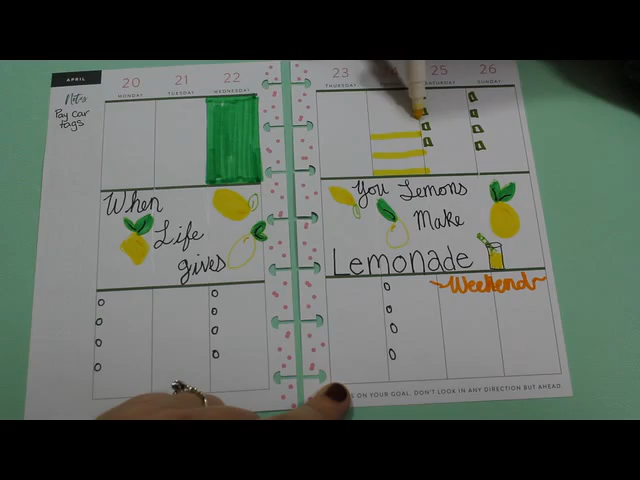 APRIL
Notes
Pay Car
tags
20
MONDAY
21
TUESDAY
22
WEDNESDAY
23
THURSDAY
25
SATURDAY
26
SUNDAY
When
Life
gives
You Lemons
Make
Lemonade
Weekend
ON YOUR GOAL. DON'T LOOK IN ANY DIRECTION BUT AHEAD.